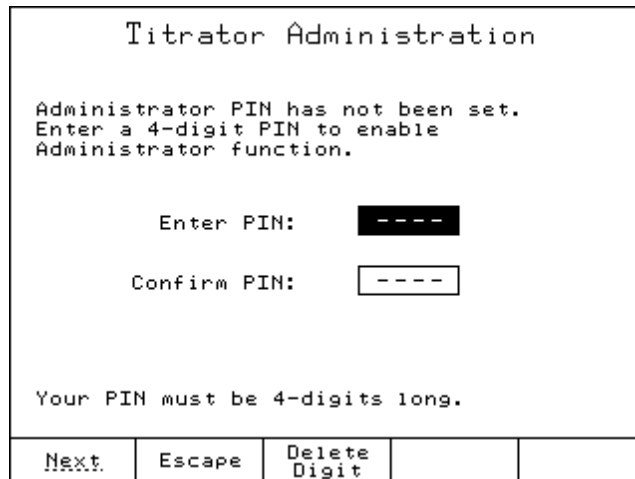 Titrator Administration
Administrator PIN has not been set.
Enter a 4-digit PIN to enable
Administrator function.
Enter PIN: ----
Confirm PIN: ----
Your PIN must be 4-digits long.
Next Escape Delete
Digit